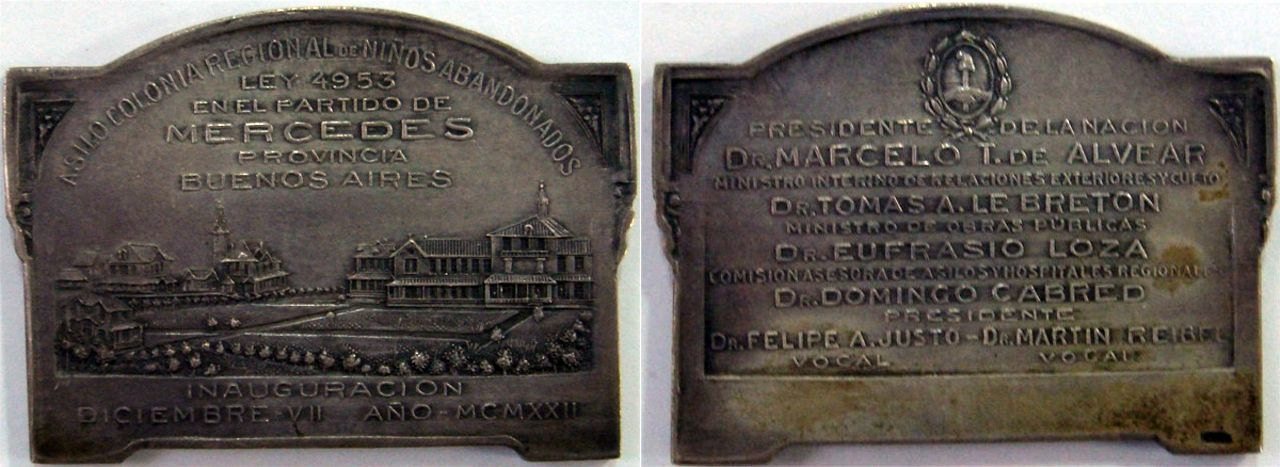 ASILO COLONIA REGIONAL DE NIÑOS ABANDONADOS
LEY 4953
EN EL PARTIDO DE
MERCEDES
PROVINCIA
BUENOS AIRES
INAUGURACION
DICIEMBRE-VII AÑO-MCMXXII
PRESIDENTE DE LA NACION
DR. MARCELO T. DE ALVEAR
MINISTRO INTERINO DE RELACIONES EXTERIORES Y CULTO
DR. TOMAS A. LE BRETON
MINISTRO DE OBRAS PÚBLICAS
DR. EUFRASIO LOZA
COMISION ASESORA DE ASILOS Y HOSPITALES REGIONALES
DR. DOMINGO CABRED
PRESIDENTE
DR. FELIPE A. JUSTO - DR. MARTIN REIBEL
VOCAL VOCAL